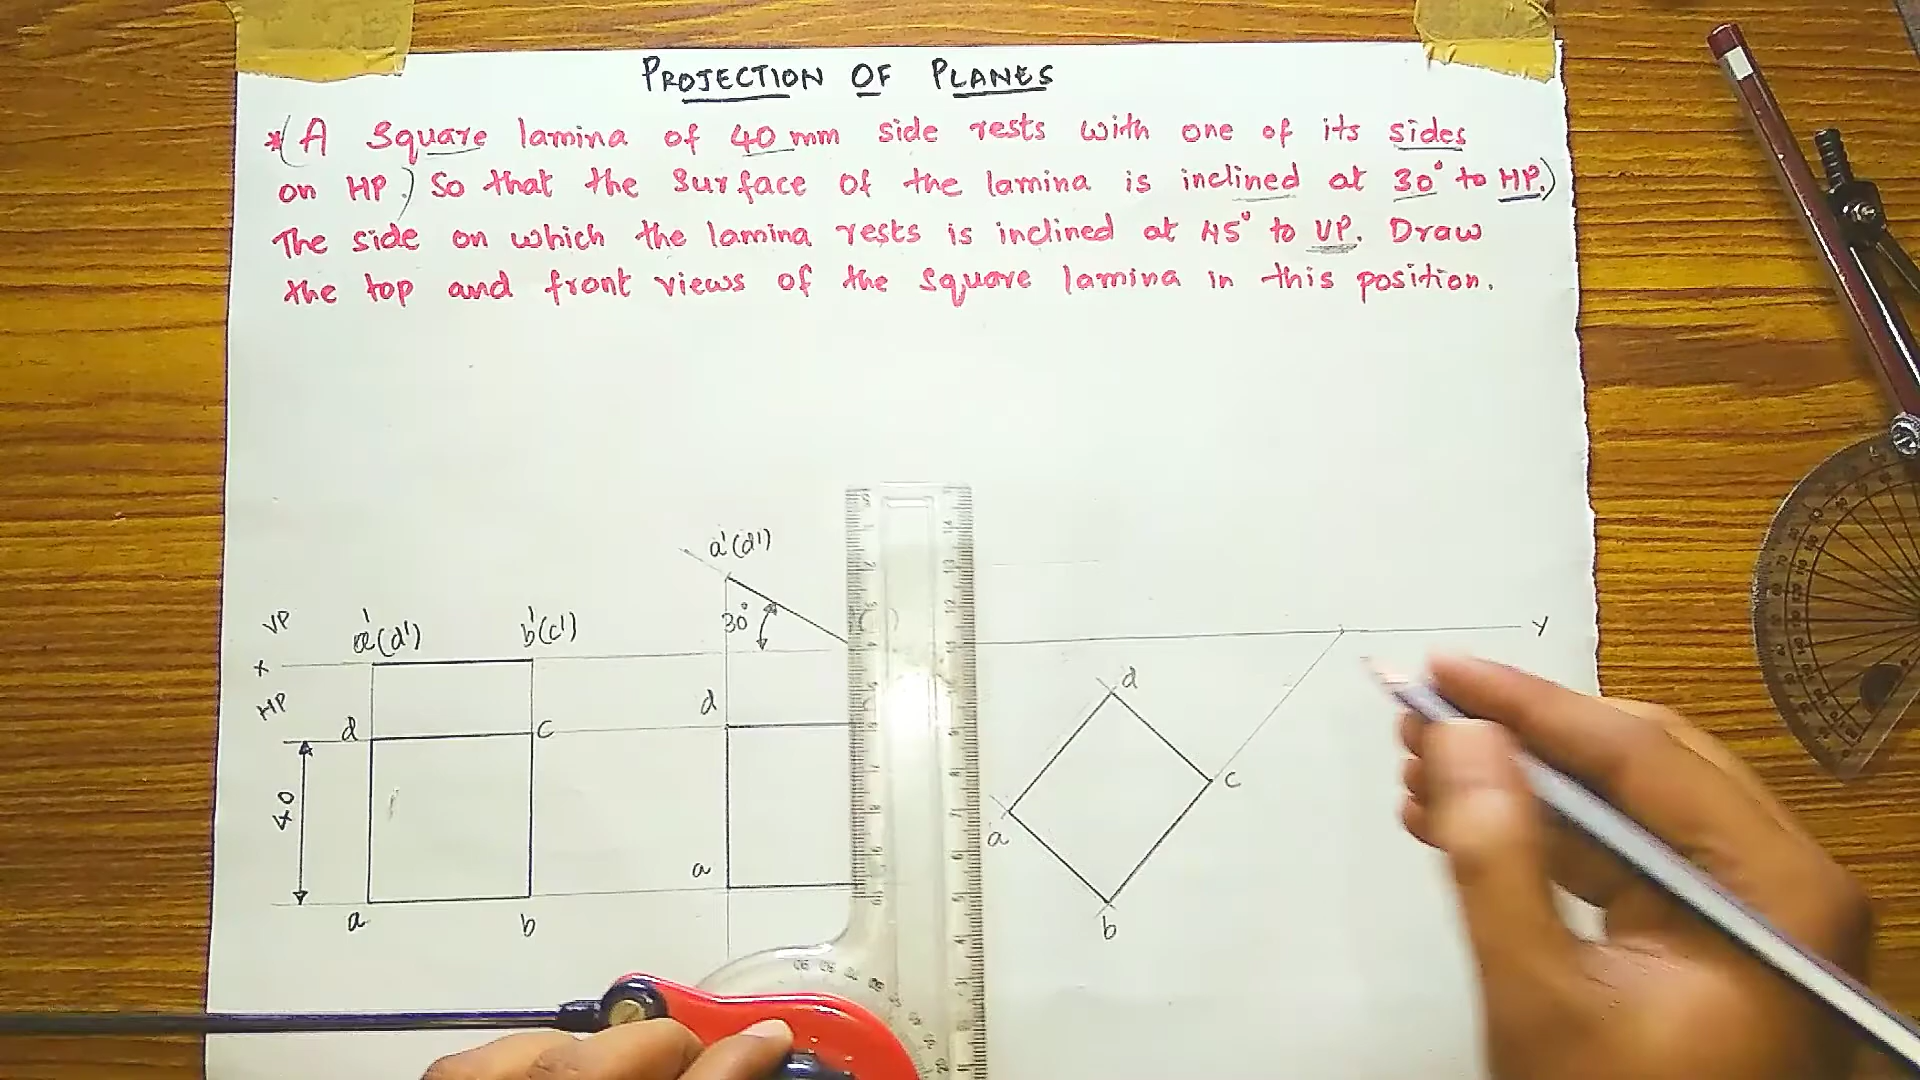 PROJECTION OF PLANES
*(A Square lamina of 40 mm side rests with one of its sides
on HP.) So that the Surface of the lamina is inclined at 30° to HP.)
The side on which the lamina rests is inclined at 45° to VP. Draw
the top and front views of the square lamina in this position.
a'(d')
30°
VP
a'(d') b'(c')
X Y
HP
d c d d
40
c
a a
a b b